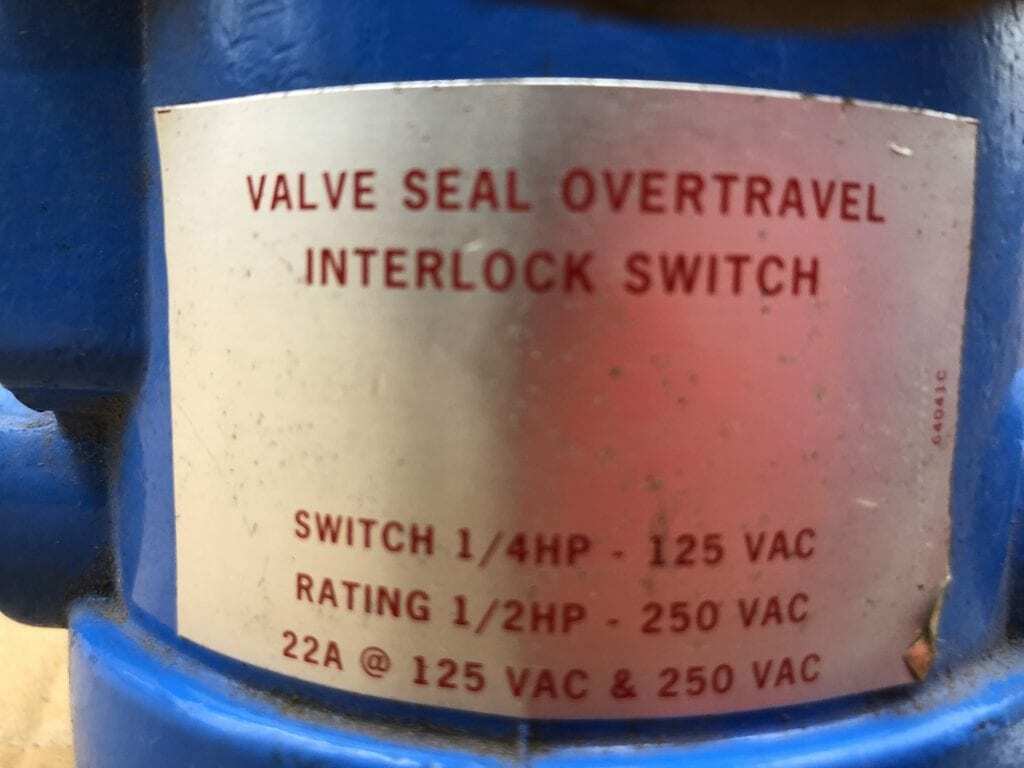 VALVE SEAL OVERTRAVEL
INTERLOCK SWITCH
64041C
SWITCH 1/4HP - 125 VAC
RATING 1/2HP - 250 VAC
22A @ 125 VAC & 250 VAC